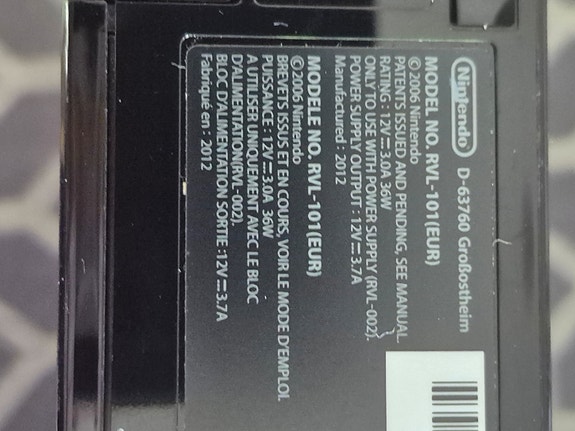 Nintendo D-63760 Großostheim
MODEL NO. RVL-101(EUR)
©2006 Nintendo
PATENTS ISSUED AND PENDING, SEE MANUAL.
RATING : 12V⎓3.0A 36W
ONLY TO USE WITH POWER SUPPLY (RVL-002).
POWER SUPPLY OUTPUT : 12V⎓3.7A
Manufactured : 2012
MODELE NO. RVL-101(EUR)
©2006 Nintendo
BREVETS ISSUS ET EN COURS, VOIR LE MODE D'EMPLOI.
PUISSANCE : 12V⎓3.0A 36W
A UTILISER UNIQUEMENT AVEC LE BLOC
D'ALIMENTATION(RVL-002).
BLOC D'ALIMENTATION SORTIE :12V⎓3.7A
Fabriqué en : 2012